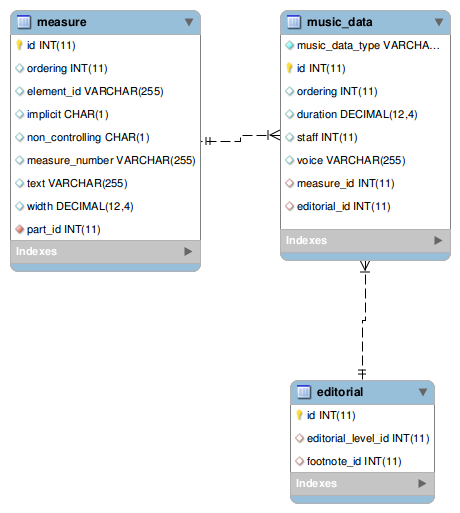 measure
id INT(11)
ordering INT(11)
element_id VARCHAR(255)
implicit CHAR(1)
non_controlling CHAR(1)
measure_number VARCHAR(255)
text VARCHAR(255)
width DECIMAL(12,4)
part_id INT(11)
Indexes
music_data
music_data_type VARCHA...
id INT(11)
ordering INT(11)
duration DECIMAL(12,4)
staff INT(11)
voice VARCHAR(255)
measure_id INT(11)
editorial_id INT(11)
Indexes
editorial
id INT(11)
editorial_level_id INT(11)
footnote_id INT(11)
Indexes